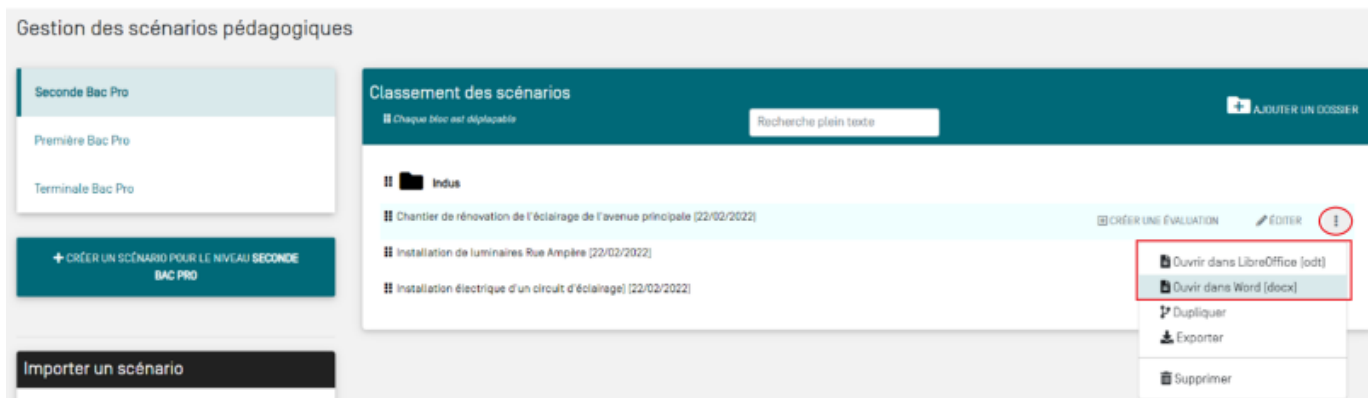 Gestion des scénarios pédagogiques
Seconde Bac Pro
Première Bac Pro
Terminale Bac Pro
+ CRÉER UN SCÉNARIO POUR LE NIVEAU SECONDE
BAC PRO
Importer un scénario
Classement des scénarios
Chaque bloc est déplaçable
Recherche plein texte
AJOUTER UN DOSSIER
Indus
Chantier de rénovation de l'éclairage de l'avenue principale [22/02/2022]
CRÉER UNE ÉVALUATION
ÉDITER
Installation de luminaires Rue Ampère [22/02/2022]
Installation électrique d'un circuit d'éclairage) [22/02/2022]
Ouvrir dans LibreOffice [odt]
Ouvir dans Word [docx]
Dupliquer
Exporter
Supprimer